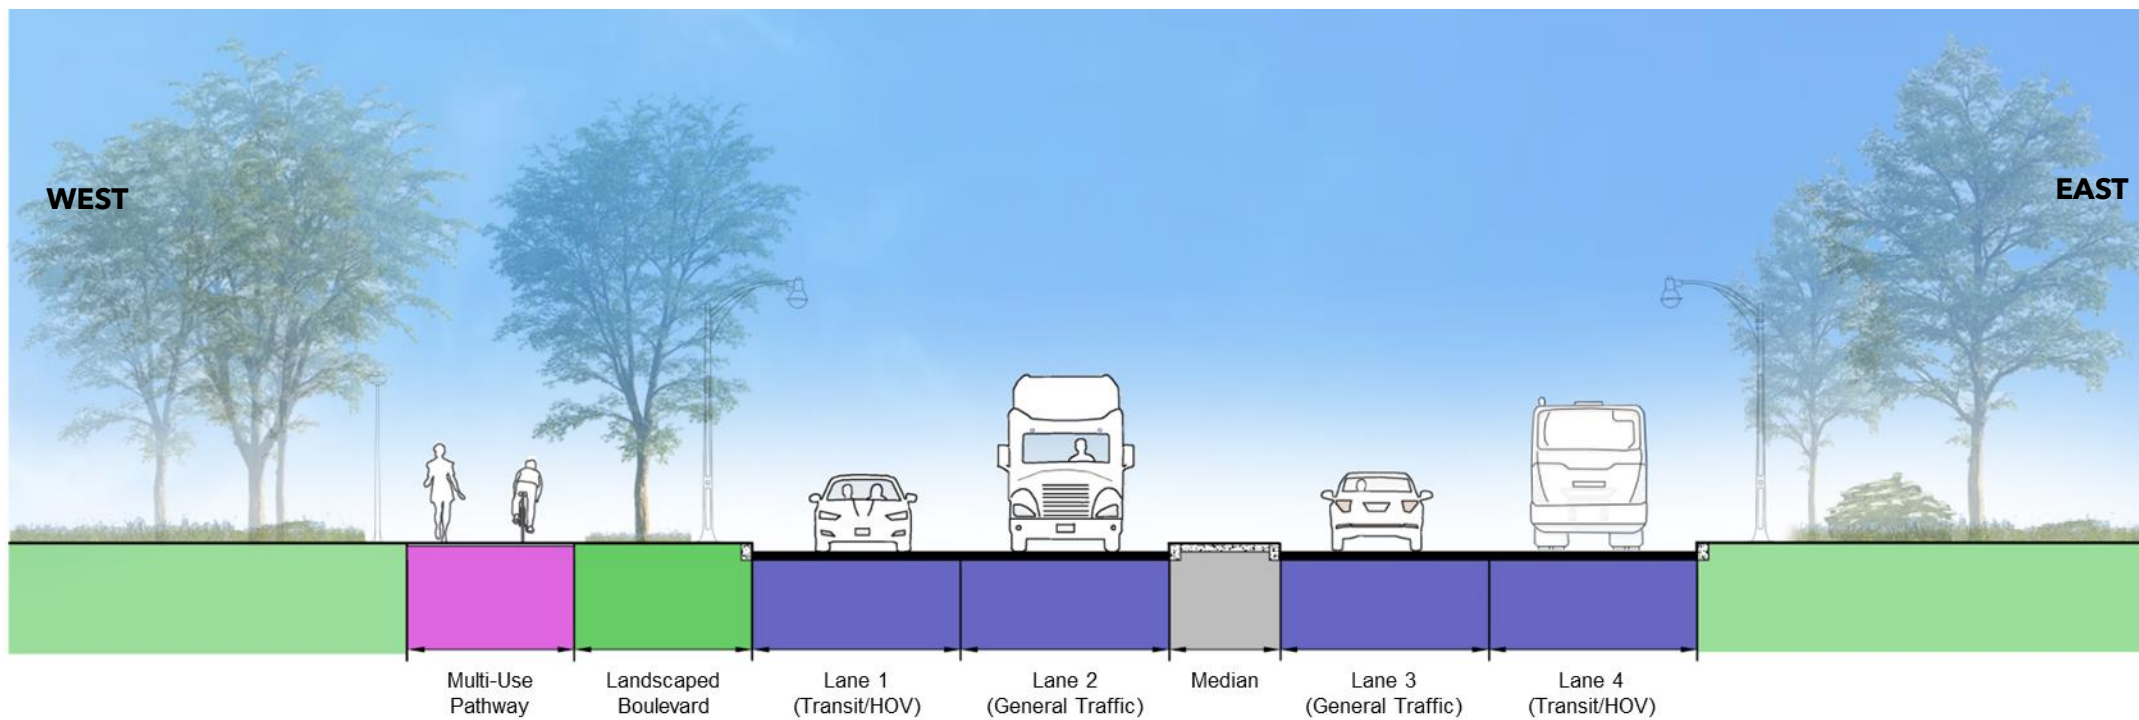 WEST
EAST
Multi-Use
Pathway
Landscaped
Boulevard
Lane 1
(Transit/HOV)
Lane 2
(General Traffic)
Median
Lane 3
(General Traffic)
Lane 4
(Transit/HOV)